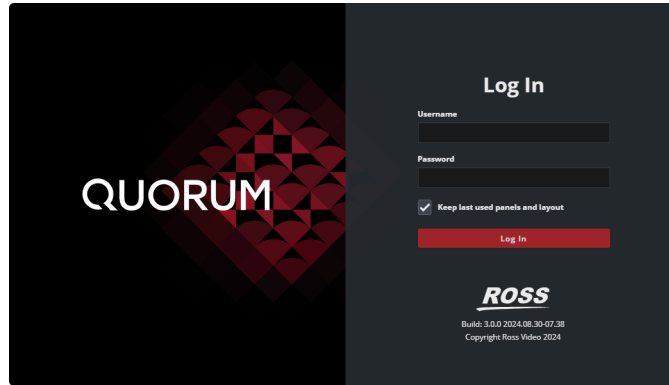 QUORUM
Log In
Username
Password
Keep last used panels and layout
Log In
ROSS
Build: 3.0.0 2024.08.30-07.38
Copyright Ross Video 2024